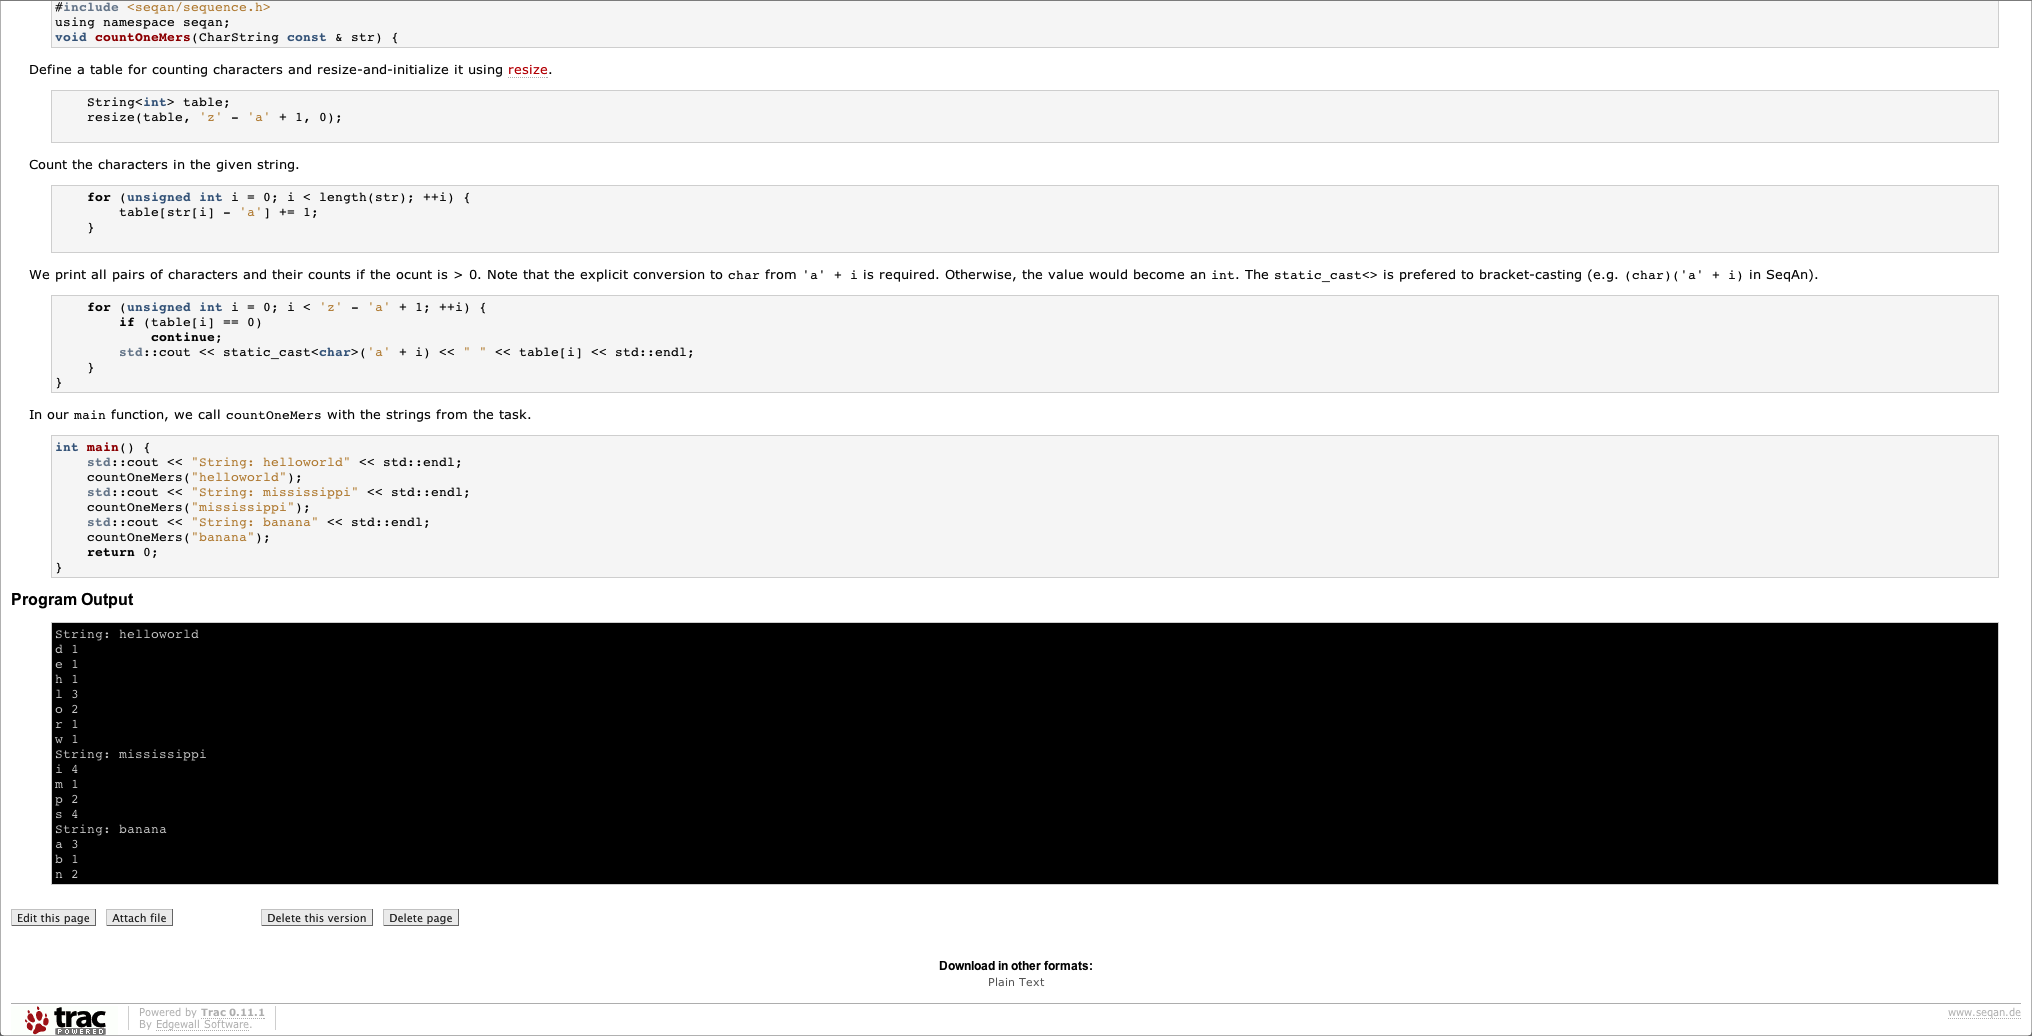 #include <seqan/sequence.h>
using namespace seqan;
void countOneMers(CharString const & str) {
Define a table for counting characters and resize-and-initialize it using resize.
String<int> table;
resize(table, 'z' - 'a' + 1, 0);
Count the characters in the given string.
for (unsigned int i = 0; i < length(str); ++i) {
table[str[i] - 'a'] += 1;
}
We print all pairs of characters and their counts if the ocunt is > 0. Note that the explicit conversion to char from 'a' + i is required. Otherwise, the value would become an int. The static_cast<> is prefered to bracket-casting (e.g. (char)('a' + i) in SeqAn).
for (unsigned int i = 0; i < 'z' - 'a' + 1; ++i) {
if (table[i] == 0)
continue;
std::cout << static_cast<char>('a' + i) << " " << table[i] << std::endl;
}
}
In our main function, we call countOneMers with the strings from the task.
int main() {
std::cout << "String: helloworld" << std::endl;
countOneMers("helloworld");
std::cout << "String: mississippi" << std::endl;
countOneMers("mississippi");
std::cout << "String: banana" << std::endl;
countOneMers("banana");
return 0;
}
Program Output
String: helloworld
d 1
e 1
h 1
l 3
o 2
r 1
w 1
String: mississippi
i 4
m 1
p 2
s 4
String: banana
a 3
b 1
n 2
Edit this page Attach file Delete this version Delete page
Download in other formats:
Plain Text
trac POWERED
Powered by Trac 0.11.1
By Edgewall Software.
www.seqan.de